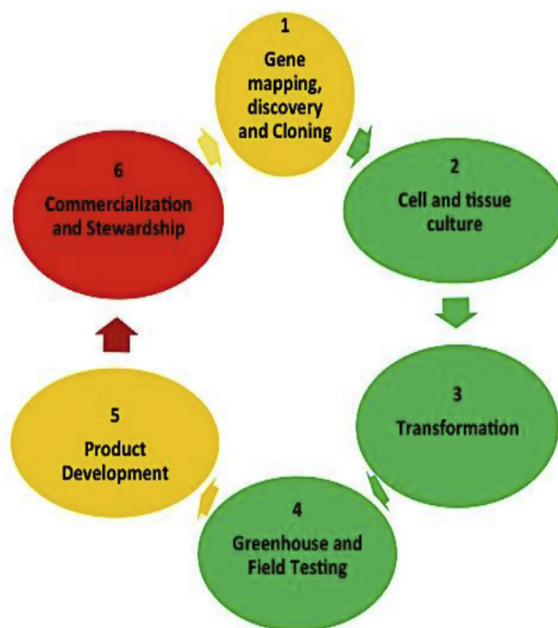 1
Gene
mapping,
discovery
and Cloning
2
Cell and tissue
culture
3
Transformation
4
Greenhouse and
Field Testing
5
Product
Development
6
Commercialization
and Stewardship